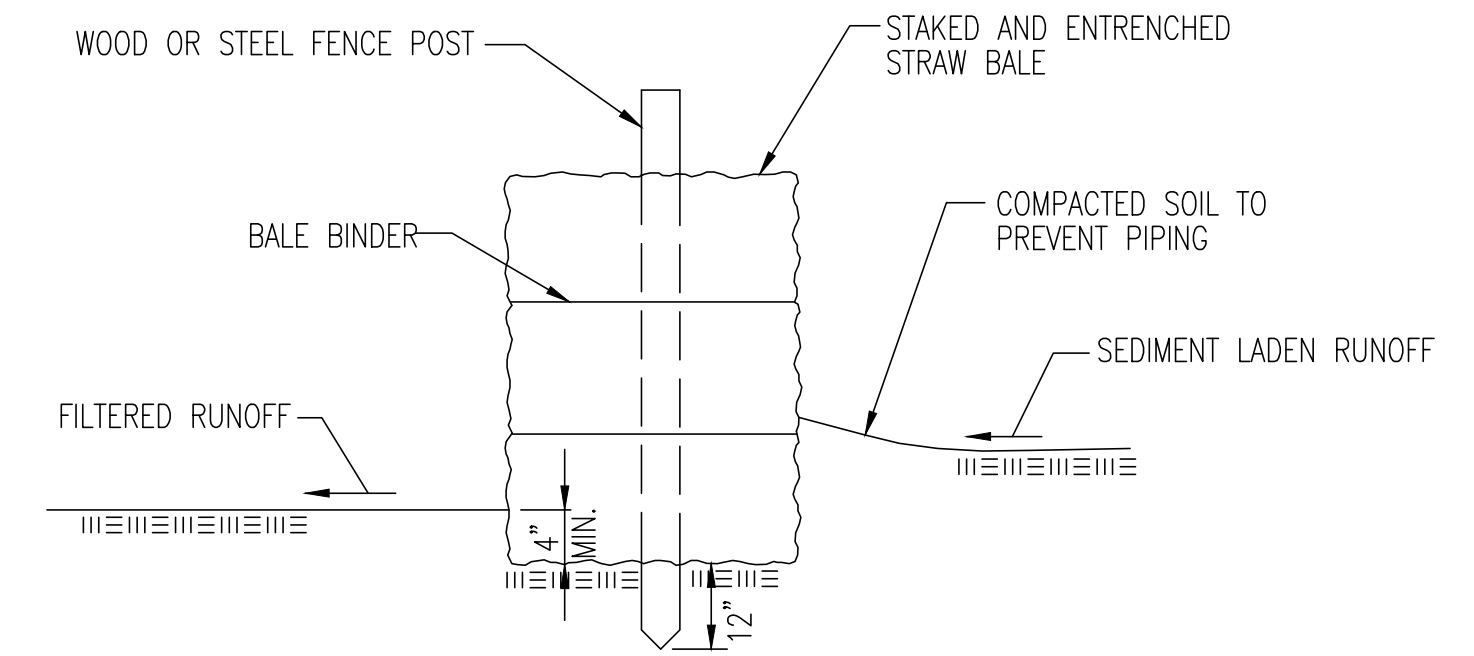 WOOD OR STEEL FENCE POST
STAKED AND ENTRENCHED
STRAW BALE
COMPACTED SOIL TO
PREVENT PIPING
BALE BINDER
SEDIMENT LADEN RUNOFF
FILTERED RUNOFF
4"
MIN.
12"